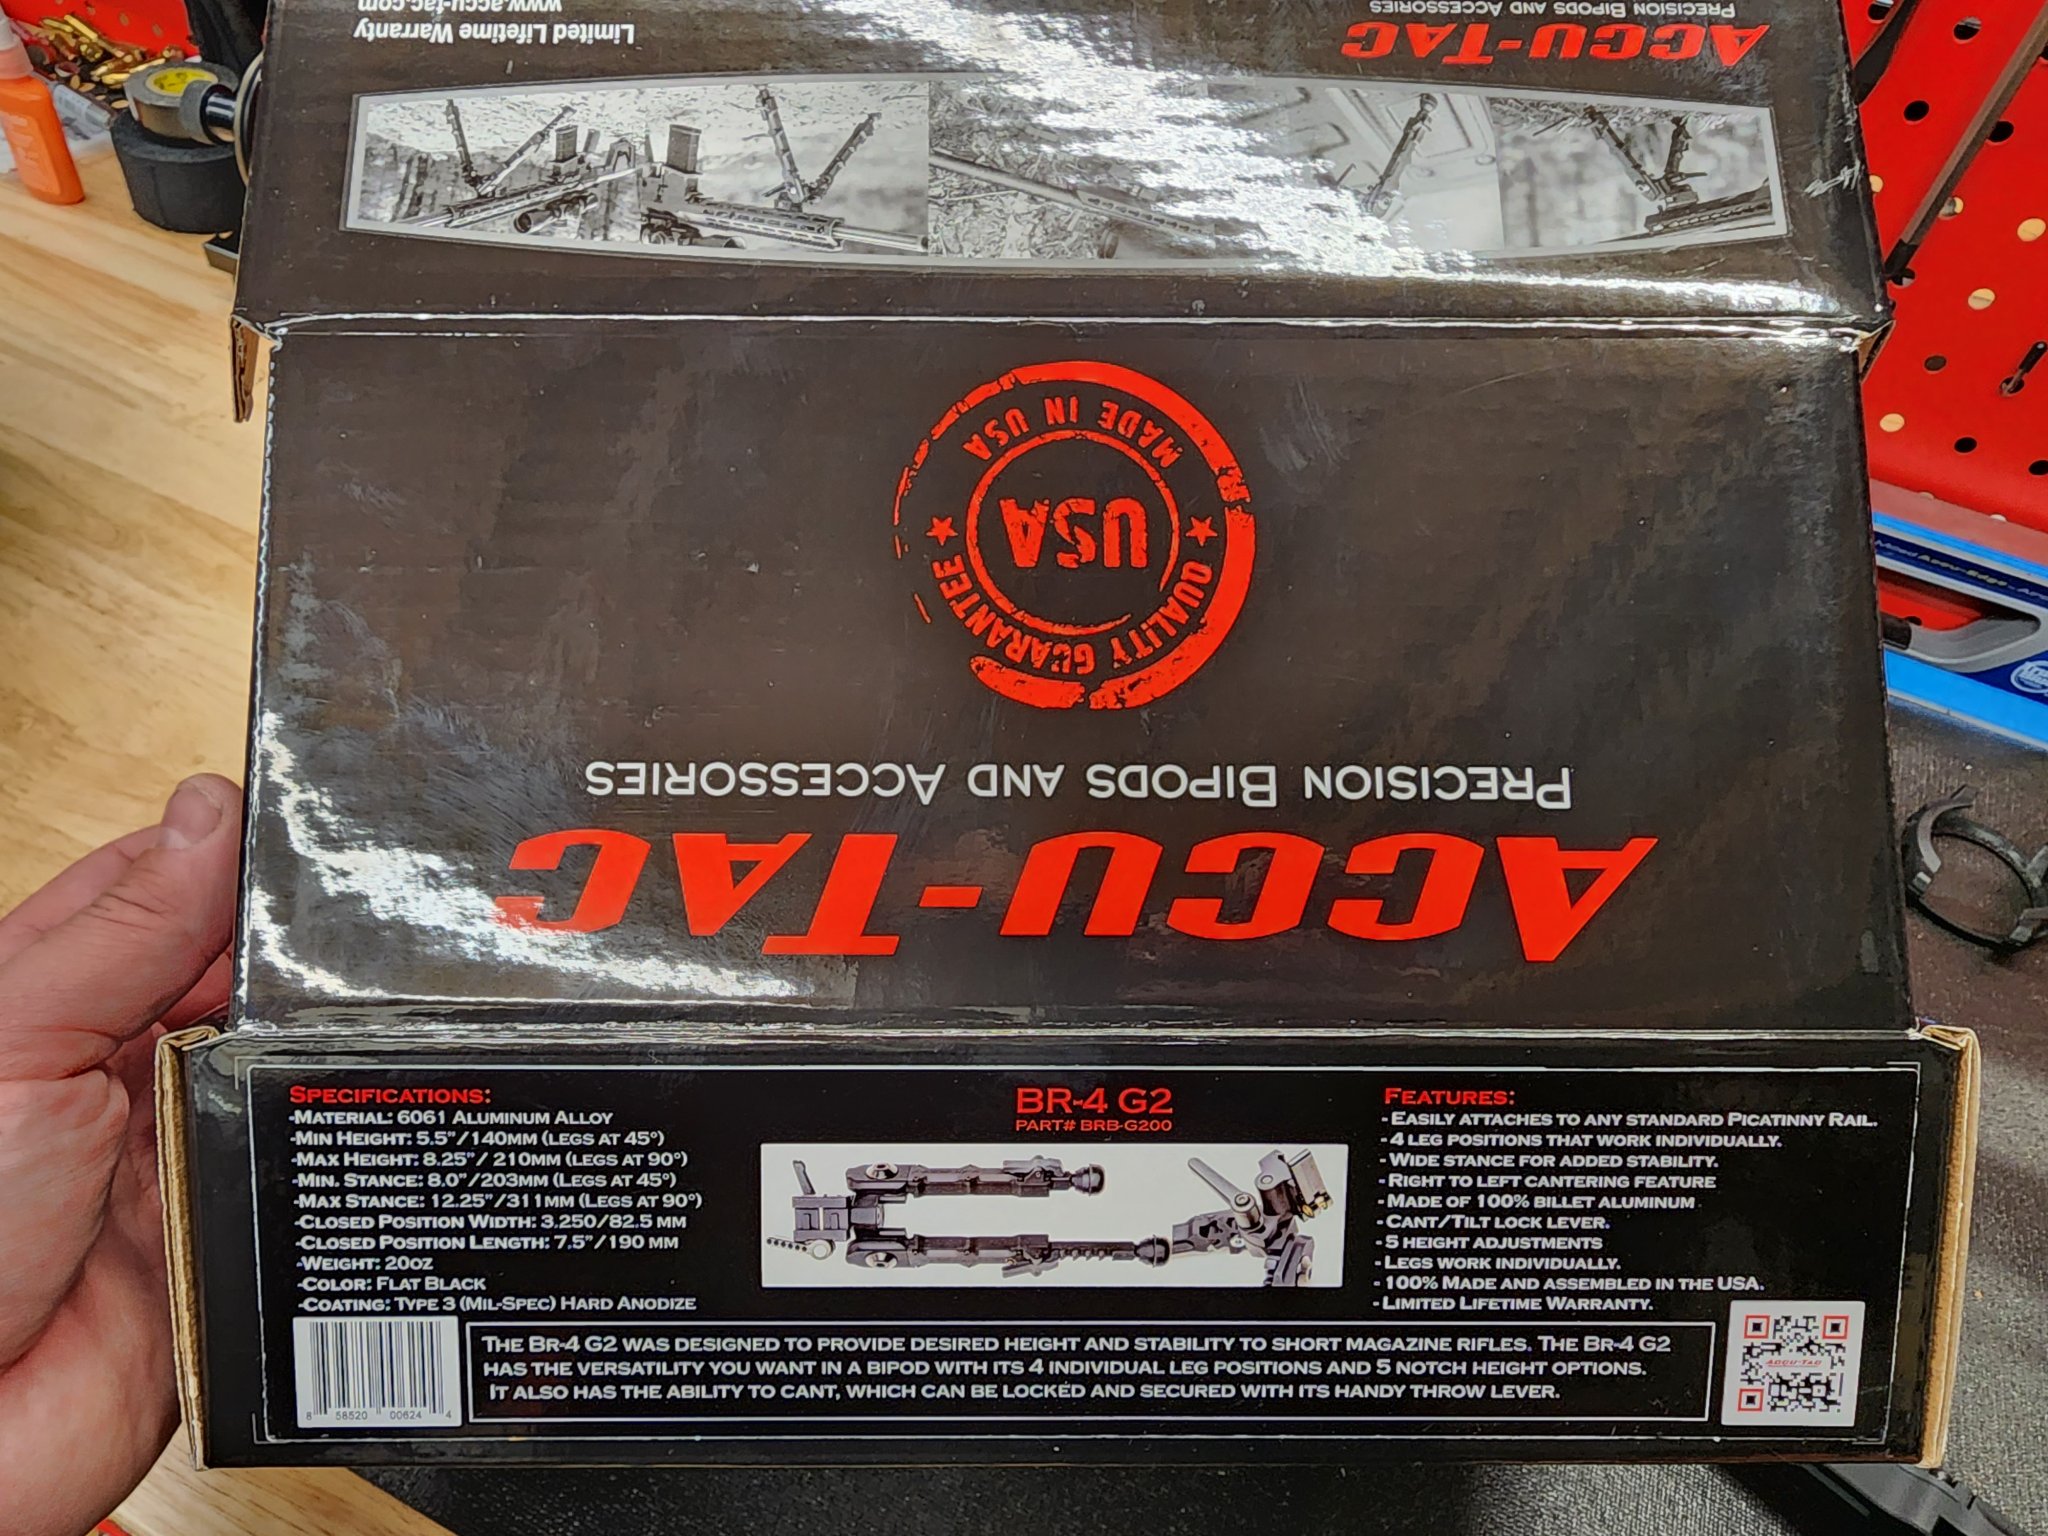 ACCU-TAC
PRECISION BIPODS AND ACCESSORIES
Limited Lifetime Warranty
www.accu-tac.com
ACCU-TAC
PRECISION BIPODS AND ACCESSORIES
QUALITY GUARANTEE
USA
MADE IN USA
SPECIFICATIONS:
-MATERIAL: 6061 ALUMINUM ALLOY
-MIN HEIGHT: 5.5"/140MM (LEGS AT 45°)
-MAX HEIGHT: 8.25"/ 210MM (LEGS AT 90°)
-MIN. STANCE: 8.0"/203MM (LEGS AT 45°)
-MAX STANCE: 12.25"/311MM (LEGS AT 90°)
-CLOSED POSITION WIDTH: 3.250/82.5 MM
-CLOSED POSITION LENGTH: 7.5"/190 MM
-WEIGHT: 20OZ
-COLOR: FLAT BLACK
-COATING: TYPE 3 (MIL-SPEC) HARD ANODIZE
BR-4 G2
PART# BRB-G200
FEATURES:
- EASILY ATTACHES TO ANY STANDARD PICATINNY RAIL.
- 4 LEG POSITIONS THAT WORK INDIVIDUALLY.
- WIDE STANCE FOR ADDED STABILITY.
- RIGHT TO LEFT CANTERING FEATURE
- MADE OF 100% BILLET ALUMINUM
- CANT/TILT LOCK LEVER.
- 5 HEIGHT ADJUSTMENTS
- LEGS WORK INDIVIDUALLY.
- 100% MADE AND ASSEMBLED IN THE USA.
- LIMITED LIFETIME WARRANTY.
8 58520 00624 4
THE BR-4 G2 WAS DESIGNED TO PROVIDE DESIRED HEIGHT AND STABILITY TO SHORT MAGAZINE RIFLES. THE BR-4 G2
HAS THE VERSATILITY YOU WANT IN A BIPOD WITH ITS 4 INDIVIDUAL LEG POSITIONS AND 5 NOTCH HEIGHT OPTIONS.
IT ALSO HAS THE ABILITY TO CANT, WHICH CAN BE LOCKED AND SECURED WITH ITS HANDY THROW LEVER.
ACCU-TAC